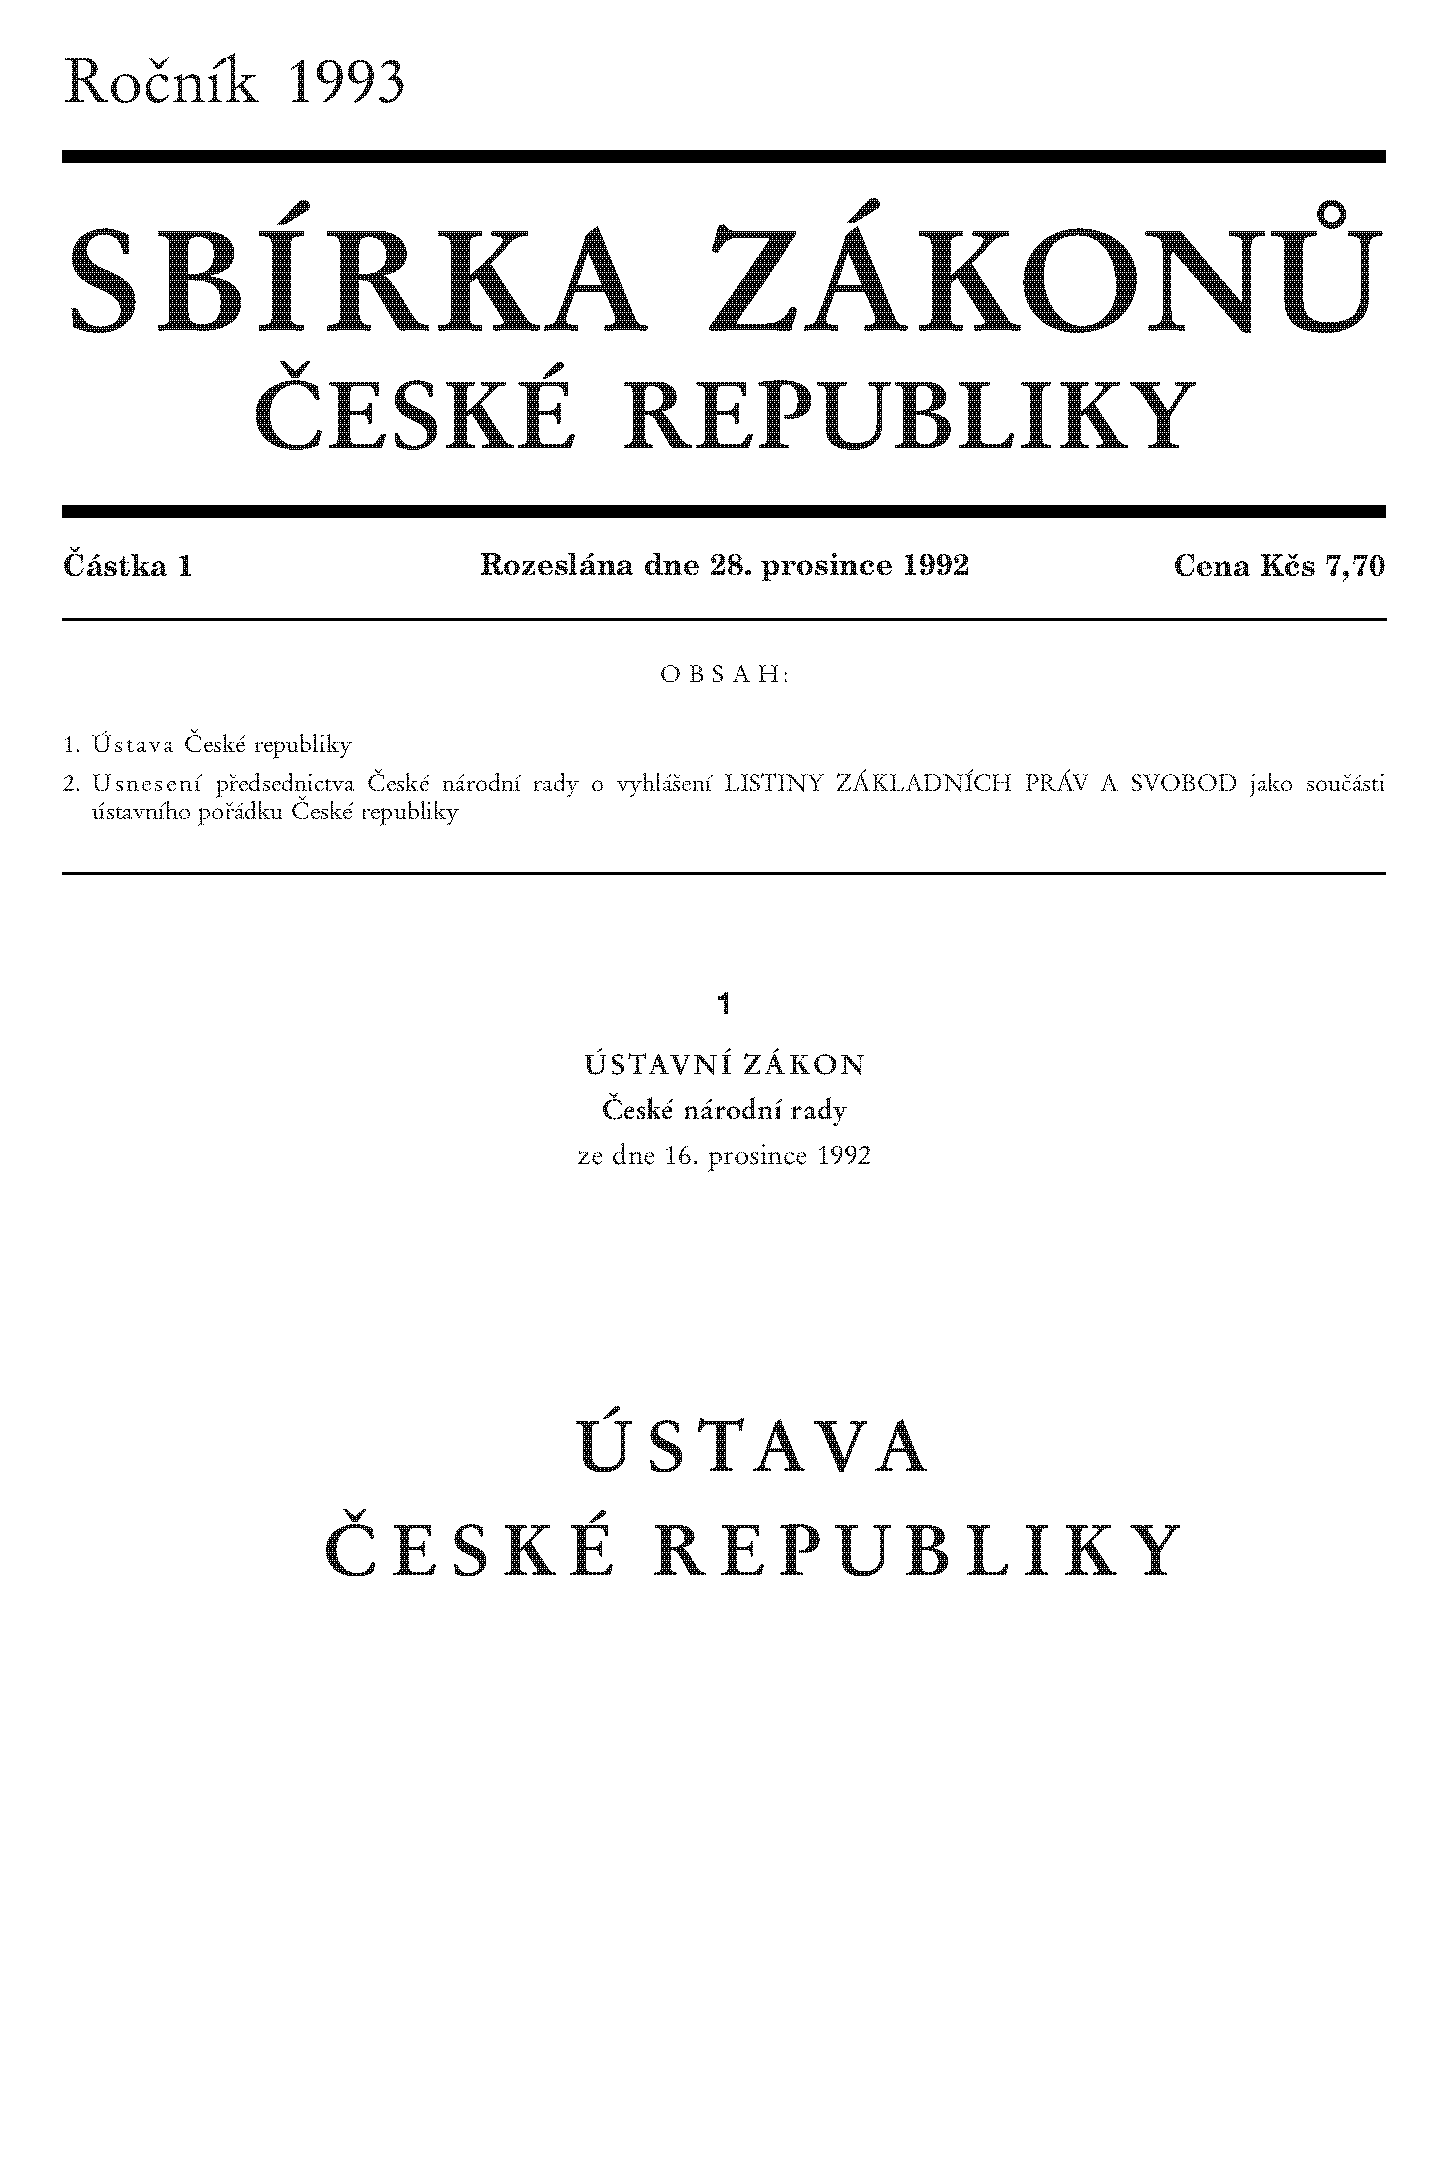 Ročník 1993
SBÍRKA ZÁKONŮ
ČESKÉ REPUBLIKY
Částka 1 Rozeslána dne 28. prosince 1992 Cena Kčs 7,70
OBSAH:
1. Ústava České republiky
2. Usnesení předsednictva České národní rady o vyhlášení LISTINY ZÁKLADNÍCH PRÁV A SVOBOD jako součásti
ústavního pořádku České republiky
1
ÚSTAVNÍ ZÁKON
České národní rady
ze dne 16. prosince 1992
ÚSTAVA
ČESKÉ REPUBLIKY